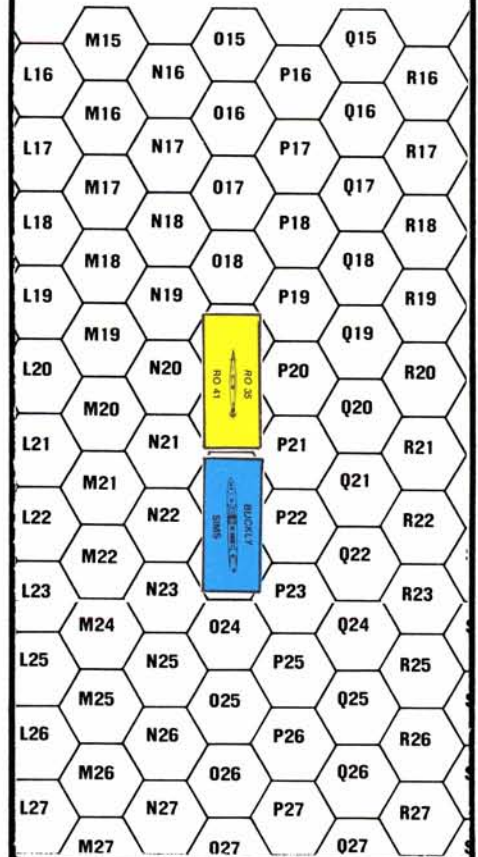 M15 O15 Q15
L16 N16 P16 R16
M16 O16 Q16
L17 N17 P17 R17
M17 O17 Q17
L18 N18 P18 R18
M18 O18 Q18
L19 N19 P19 R19
M19 Q19
L20 N20 P20 R20
RO 35
RO 41
M20 Q20
L21 N21 P21 R21
M21 Q21
L22 N22 P22 R22
BUCKLY
SIMS
M22 Q22
L23 N23 P23 R23
M24 O24 Q24
L25 N25 P25 R25
M25 O25 Q25
L26 N26 P26 R26
M26 O26 Q26
L27 N27 P27 R27
M27 O27 Q27